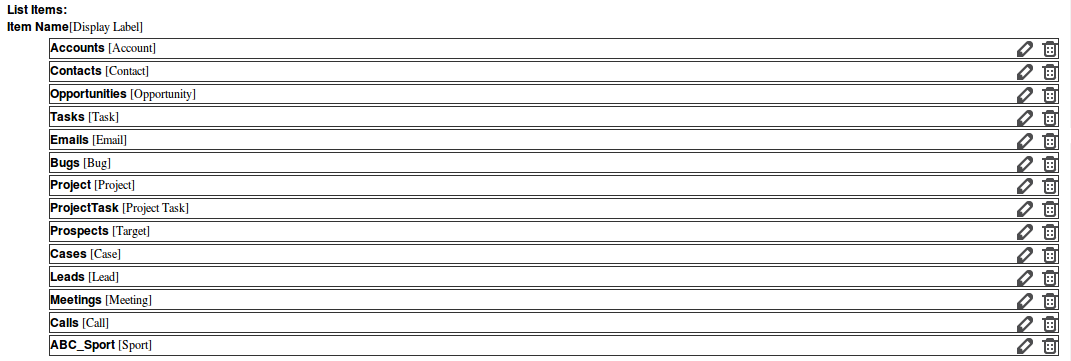 List Items:
Item Name[Display Label]
Accounts [Account]
Contacts [Contact]
Opportunities [Opportunity]
Tasks [Task]
Emails [Email]
Bugs [Bug]
Project [Project]
ProjectTask [Project Task]
Prospects [Target]
Cases [Case]
Leads [Lead]
Meetings [Meeting]
Calls [Call]
ABC_Sport [Sport]